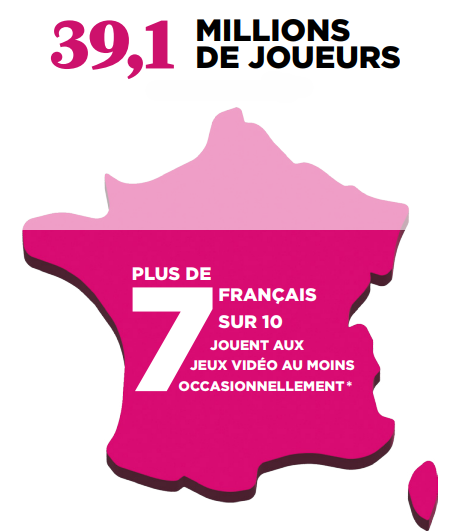 39,1 MILLIONS
DE JOUEURS
PLUS DE
7 FRANÇAIS
SUR 10
JOUENT AUX
JEUX VIDÉO AU MOINS
OCCASIONNELLEMENT*